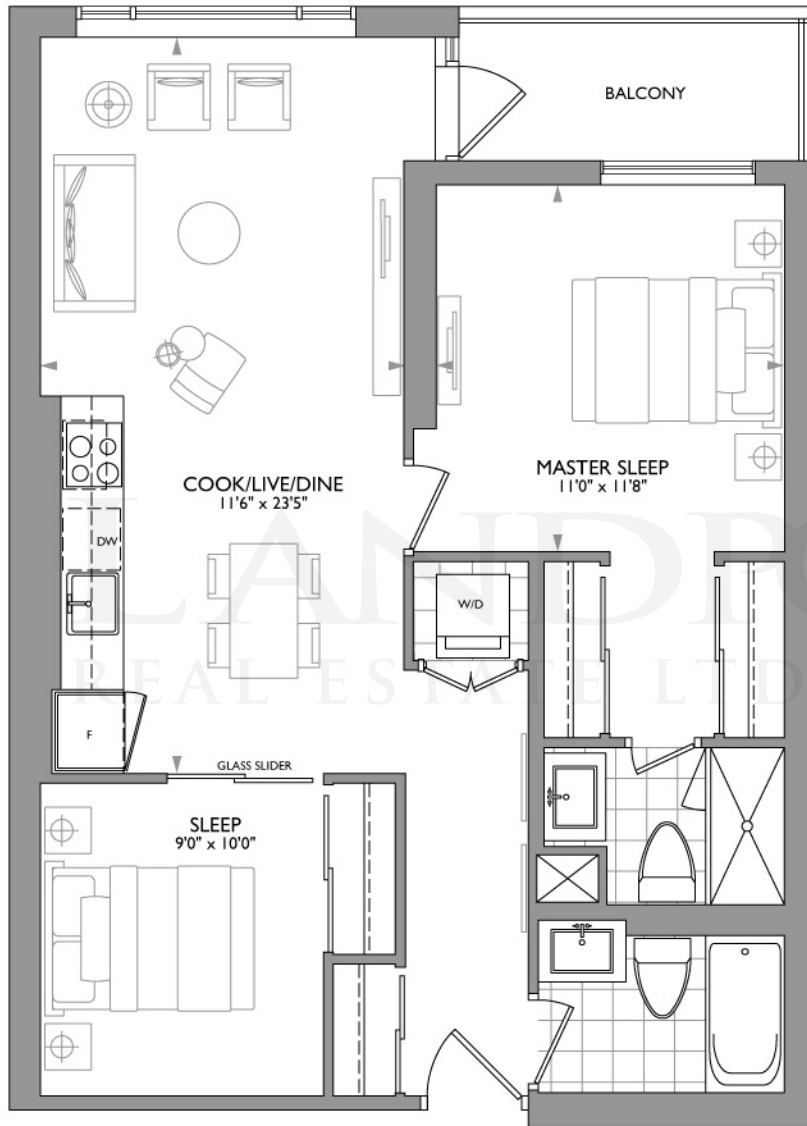 BALCONY
COOK/LIVE/DINE
11'6" x 23'5"
MASTER SLEEP
11'0" x 11'8"
DW
W/D
LANDP
REAL ESTATE LTD
F
GLASS SLIDER
SLEEP
9'0" x 10'0"